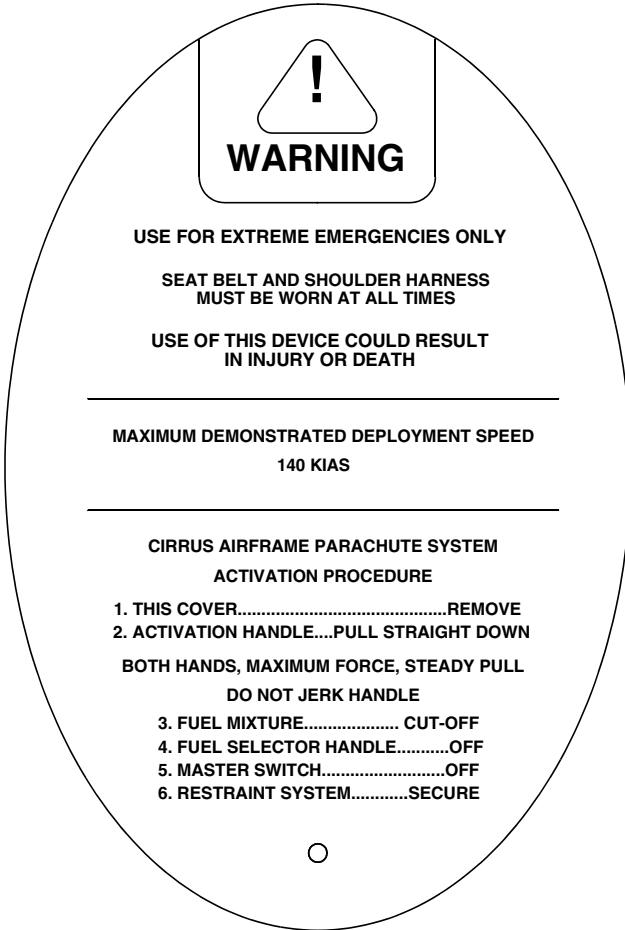 !
WARNING
USE FOR EXTREME EMERGENCIES ONLY
SEAT BELT AND SHOULDER HARNESS
MUST BE WORN AT ALL TIMES
USE OF THIS DEVICE COULD RESULT
IN INJURY OR DEATH
MAXIMUM DEMONSTRATED DEPLOYMENT SPEED
140 KIAS
CIRRUS AIRFRAME PARACHUTE SYSTEM
ACTIVATION PROCEDURE
1. THIS COVER............................................REMOVE
2. ACTIVATION HANDLE....PULL STRAIGHT DOWN
BOTH HANDS, MAXIMUM FORCE, STEADY PULL
DO NOT JERK HANDLE
3. FUEL MIXTURE.................... CUT-OFF
4. FUEL SELECTOR HANDLE...........OFF
5. MASTER SWITCH..........................OFF
6. RESTRAINT SYSTEM............SECURE